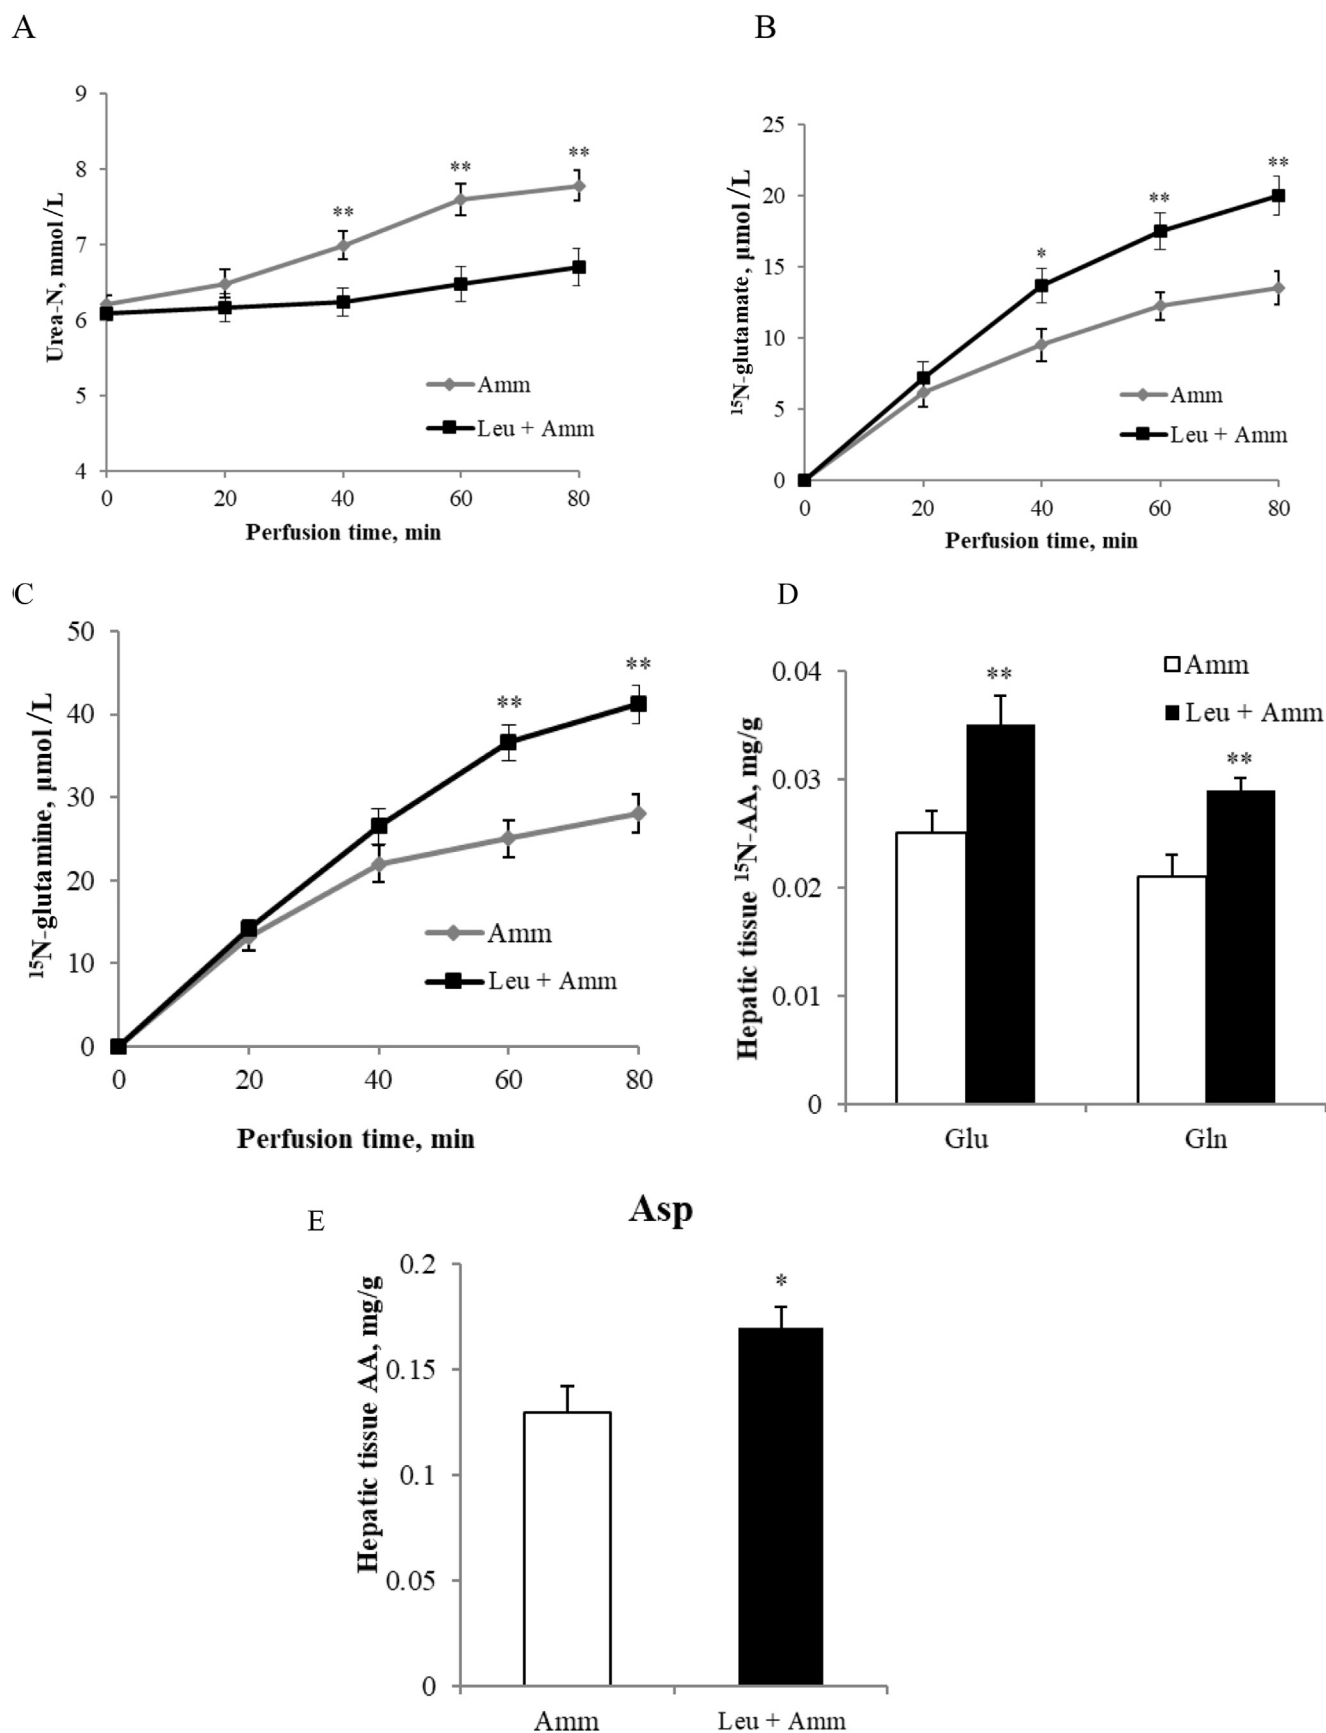 A
Urea-N, mmol/L
9
8
7
6
5
4
**
**
**
Amm
Leu + Amm
0 20 40 60 80
Perfusion time, min
B
¹⁵N-glutamate, µmol/L
25
20
15
10
5
0
*
**
**
Amm
Leu + Amm
0 20 40 60 80
Perfusion time, min
C
¹⁵N-glutamine, µmol/L
50
40
30
20
10
0
**
**
Amm
Leu + Amm
0 20 40 60 80
Perfusion time, min
D
Hepatic tissue ¹⁵N-AA, mg/g
0.04
0.03
0.02
0.01
0
**
**
Amm
Leu + Amm
Glu Gln
E
Asp
Hepatic tissue AA, mg/g
0.2
0.15
0.1
0.05
0
*
Amm Leu + Amm